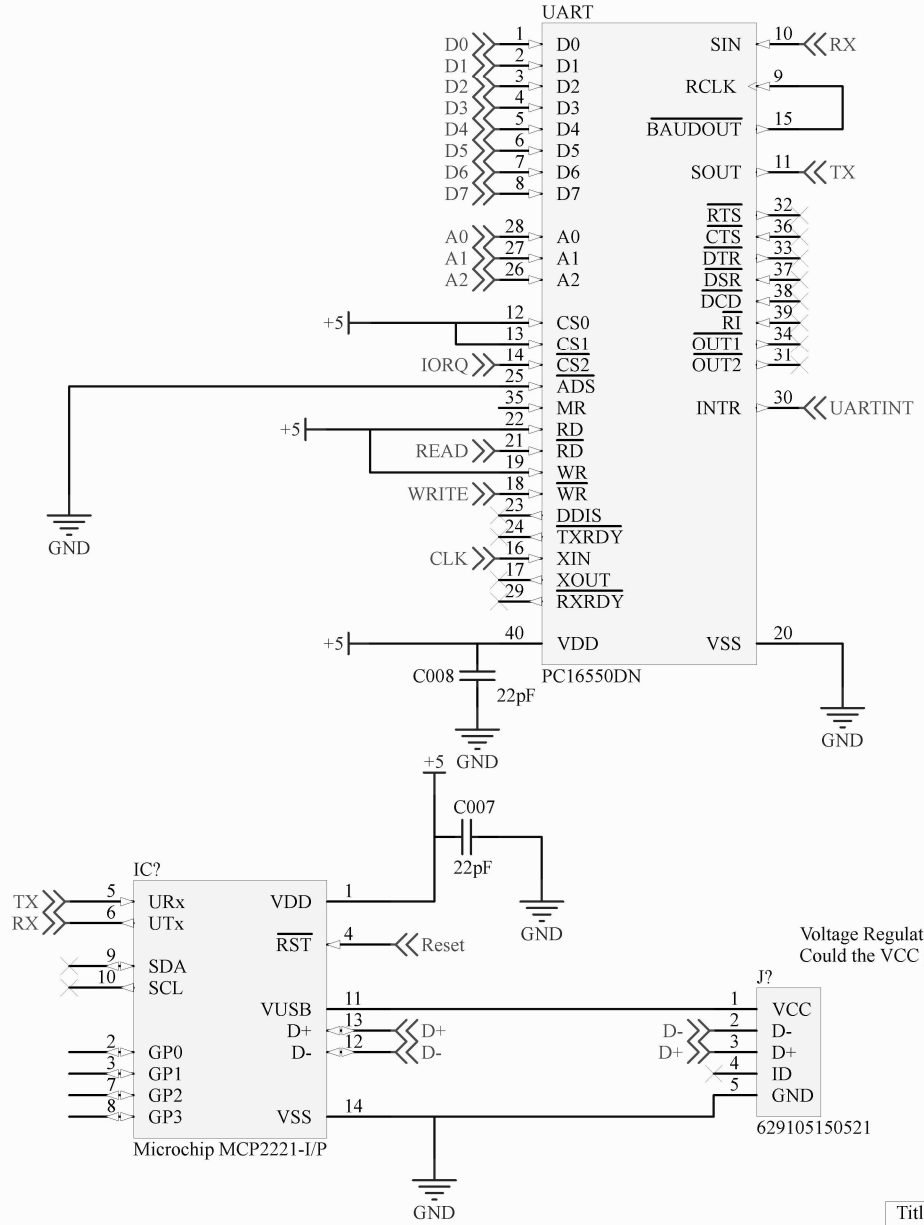 UART
D0 1 D0 SIN 10 RX
D1 2 D1
D2 3 D2 RCLK 9
D3 4 D3
D4 5 D4 BAUDOUT 15
D5 6 D5
D6 7 D6 SOUT 11 TX
D7 8 D7
RTS 32
A0 28 A0 CTS 36
A1 27 A1 DTR 33
A2 26 A2 DSR 37
DCD 38
+5 12 CS0 RI 39
13 CS1 OUT1 34
IORQ 14 CS2 OUT2 31
25 ADS
35 MR INTR 30 UARTINT
+5 22 RD
READ 21 RD
19 WR
WRITE 18 WR
23 DDIS
GND 24 TXRDY
CLK 16 XIN
17 XOUT
29 RXRDY
+5 40 VDD VSS 20
C008 PC16550DN
22pF
GND
GND
+5
C007
22pF
IC?
TX 5 URx VDD 1
RX 6 UTx
GND
RST 4 Reset
Voltage Regulat
Could the VCC
9 SDA
10 SCL
J?
VUSB 11 1 VCC
D+ 13 D+ D- 2 D-
2 GP0 D- 12 D- D+ 3 D+
3 GP1 4 ID
7 GP2 5 GND
8 GP3 VSS 14
629105150521
Microchip MCP2221-I/P
GND
Titl